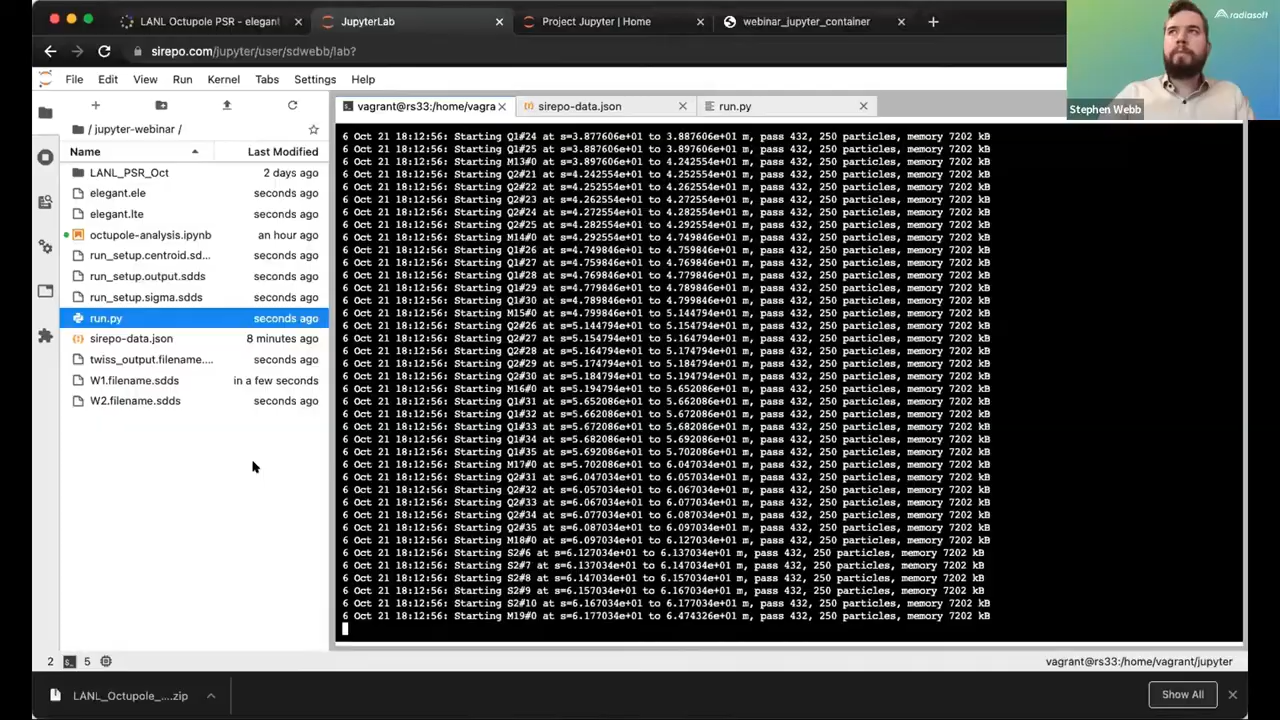 LANL Octupole PSR - elegant
JupyterLab
Project Jupyter | Home
webinar_jupyter_container
sirepo.com/jupyter/user/sdwebb/lab?
radiasoft
Stephen Webb
File Edit View Run Kernel Tabs Settings Help
/ jupyter-webinar /
Name Last Modified
LANL_PSR_Oct 2 days ago
elegant.ele seconds ago
elegant.lte seconds ago
octupole-analysis.ipynb an hour ago
run_setup.centroid.sd... seconds ago
run_setup.output.sdds seconds ago
run_setup.sigma.sdds seconds ago
run.py seconds ago
sirepo-data.json 8 minutes ago
twiss_output.filename.... seconds ago
W1.filename.sdds in a few seconds
W2.filename.sdds seconds ago
vagrant@rs33:/home/vagra
sirepo-data.json
run.py
6 Oct 21 18:12:56: Starting Q1#24 at s=3.877606e+01 to 3.887606e+01 m, pass 432, 250 particles, memory 7202 kB
6 Oct 21 18:12:56: Starting Q1#25 at s=3.887606e+01 to 3.897606e+01 m, pass 432, 250 particles, memory 7202 kB
6 Oct 21 18:12:56: Starting M13#0 at s=3.897606e+01 to 4.242554e+01 m, pass 432, 250 particles, memory 7202 kB
6 Oct 21 18:12:56: Starting Q2#21 at s=4.242554e+01 to 4.252554e+01 m, pass 432, 250 particles, memory 7202 kB
6 Oct 21 18:12:56: Starting Q2#22 at s=4.252554e+01 to 4.262554e+01 m, pass 432, 250 particles, memory 7202 kB
6 Oct 21 18:12:56: Starting Q2#23 at s=4.262554e+01 to 4.272554e+01 m, pass 432, 250 particles, memory 7202 kB
6 Oct 21 18:12:56: Starting Q2#24 at s=4.272554e+01 to 4.282554e+01 m, pass 432, 250 particles, memory 7202 kB
6 Oct 21 18:12:56: Starting Q2#25 at s=4.282554e+01 to 4.292554e+01 m, pass 432, 250 particles, memory 7202 kB
6 Oct 21 18:12:56: Starting M14#0 at s=4.292554e+01 to 4.749846e+01 m, pass 432, 250 particles, memory 7202 kB
6 Oct 21 18:12:56: Starting Q1#26 at s=4.749846e+01 to 4.759846e+01 m, pass 432, 250 particles, memory 7202 kB
6 Oct 21 18:12:56: Starting Q1#27 at s=4.759846e+01 to 4.769846e+01 m, pass 432, 250 particles, memory 7202 kB
6 Oct 21 18:12:56: Starting Q1#28 at s=4.769846e+01 to 4.779846e+01 m, pass 432, 250 particles, memory 7202 kB
6 Oct 21 18:12:56: Starting Q1#29 at s=4.779846e+01 to 4.789846e+01 m, pass 432, 250 particles, memory 7202 kB
6 Oct 21 18:12:56: Starting Q1#30 at s=4.789846e+01 to 4.799846e+01 m, pass 432, 250 particles, memory 7202 kB
6 Oct 21 18:12:56: Starting M15#0 at s=4.799846e+01 to 5.144794e+01 m, pass 432, 250 particles, memory 7202 kB
6 Oct 21 18:12:56: Starting Q2#26 at s=5.144794e+01 to 5.154794e+01 m, pass 432, 250 particles, memory 7202 kB
6 Oct 21 18:12:56: Starting Q2#27 at s=5.154794e+01 to 5.164794e+01 m, pass 432, 250 particles, memory 7202 kB
6 Oct 21 18:12:56: Starting Q2#28 at s=5.164794e+01 to 5.174794e+01 m, pass 432, 250 particles, memory 7202 kB
6 Oct 21 18:12:56: Starting Q2#29 at s=5.174794e+01 to 5.184794e+01 m, pass 432, 250 particles, memory 7202 kB
6 Oct 21 18:12:56: Starting Q2#30 at s=5.184794e+01 to 5.194794e+01 m, pass 432, 250 particles, memory 7202 kB
6 Oct 21 18:12:56: Starting M16#0 at s=5.194794e+01 to 5.652086e+01 m, pass 432, 250 particles, memory 7202 kB
6 Oct 21 18:12:56: Starting Q1#31 at s=5.652086e+01 to 5.662086e+01 m, pass 432, 250 particles, memory 7202 kB
6 Oct 21 18:12:56: Starting Q1#32 at s=5.662086e+01 to 5.672086e+01 m, pass 432, 250 particles, memory 7202 kB
6 Oct 21 18:12:56: Starting Q1#33 at s=5.672086e+01 to 5.682086e+01 m, pass 432, 250 particles, memory 7202 kB
6 Oct 21 18:12:56: Starting Q1#34 at s=5.682086e+01 to 5.692086e+01 m, pass 432, 250 particles, memory 7202 kB
6 Oct 21 18:12:56: Starting Q1#35 at s=5.692086e+01 to 5.702086e+01 m, pass 432, 250 particles, memory 7202 kB
6 Oct 21 18:12:56: Starting M17#0 at s=5.702086e+01 to 6.047034e+01 m, pass 432, 250 particles, memory 7202 kB
6 Oct 21 18:12:56: Starting Q2#31 at s=6.047034e+01 to 6.057034e+01 m, pass 432, 250 particles, memory 7202 kB
6 Oct 21 18:12:56: Starting Q2#32 at s=6.057034e+01 to 6.067034e+01 m, pass 432, 250 particles, memory 7202 kB
6 Oct 21 18:12:56: Starting Q2#33 at s=6.067034e+01 to 6.077034e+01 m, pass 432, 250 particles, memory 7202 kB
6 Oct 21 18:12:56: Starting Q2#34 at s=6.077034e+01 to 6.087034e+01 m, pass 432, 250 particles, memory 7202 kB
6 Oct 21 18:12:56: Starting Q2#35 at s=6.087034e+01 to 6.097034e+01 m, pass 432, 250 particles, memory 7202 kB
6 Oct 21 18:12:56: Starting M18#0 at s=6.097034e+01 to 6.127034e+01 m, pass 432, 250 particles, memory 7202 kB
6 Oct 21 18:12:56: Starting S2#6 at s=6.127034e+01 to 6.137034e+01 m, pass 432, 250 particles, memory 7202 kB
6 Oct 21 18:12:56: Starting S2#7 at s=6.137034e+01 to 6.147034e+01 m, pass 432, 250 particles, memory 7202 kB
6 Oct 21 18:12:56: Starting S2#8 at s=6.147034e+01 to 6.157034e+01 m, pass 432, 250 particles, memory 7202 kB
6 Oct 21 18:12:56: Starting S2#9 at s=6.157034e+01 to 6.167034e+01 m, pass 432, 250 particles, memory 7202 kB
6 Oct 21 18:12:56: Starting S2#10 at s=6.167034e+01 to 6.177034e+01 m, pass 432, 250 particles, memory 7202 kB
6 Oct 21 18:12:56: Starting M19#0 at s=6.177034e+01 to 6.474326e+01 m, pass 432, 250 particles, memory 7202 kB
2 5
vagrant@rs33:/home/vagrant/jupyter
LANL_Octupole_....zip
Show All